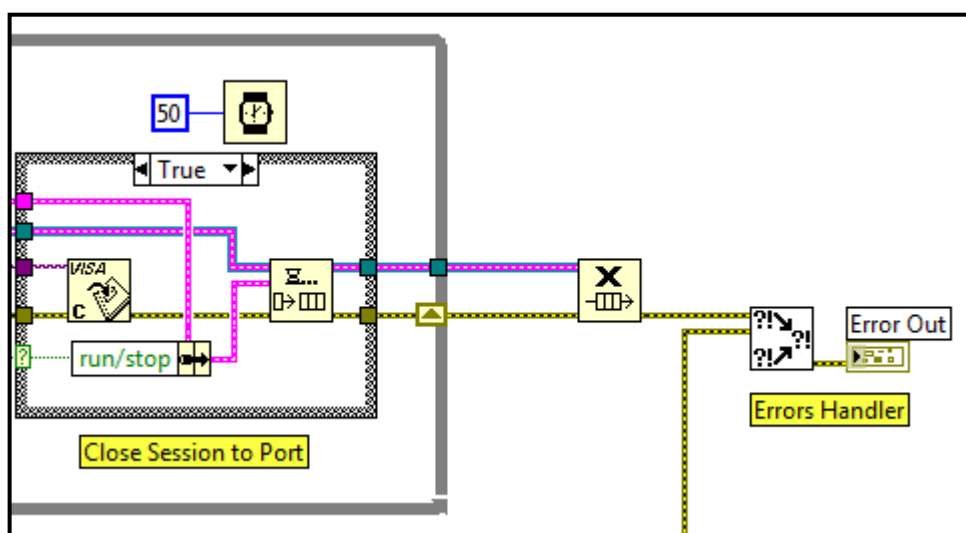 50
True
VISA
C
?
run/stop
Close Session to Port
X
?!
?!
?!
Error Out
Errors Handler